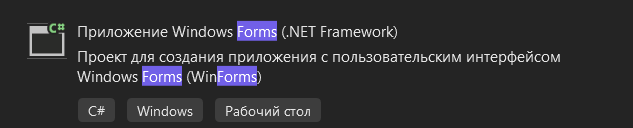 C#
Приложение Windows Forms (.NET Framework)
Проект для создания приложения с пользовательским интерфейсом
Windows Forms (WinForms)
C# Windows Рабочий стол